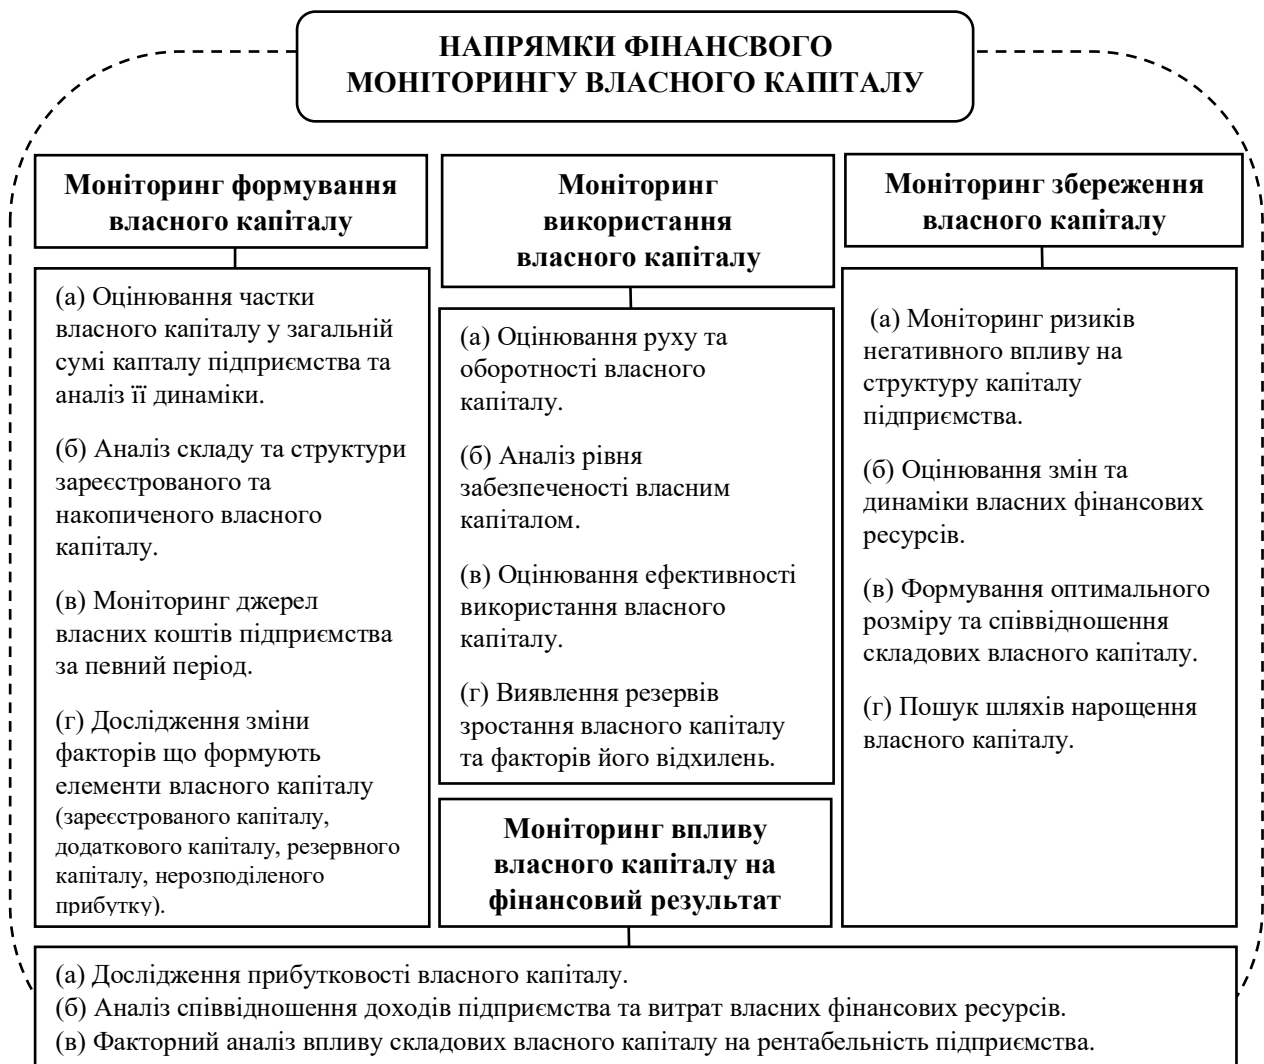 НАПРЯМКИ ФІНАНСВОГО
МОНІТОРИНГУ ВЛАСНОГО КАПІТАЛУ
Моніторинг формування
власного капіталу
(а) Оцінювання частки
власного капіталу у загальній
сумі капталу підприємства та
аналіз її динаміки.
(б) Аналіз складу та структури
зареєстрованого та
накопиченого власного
капіталу.
(в) Моніторинг джерел
власних коштів підприємства
за певний період.
(г) Дослідження зміни
факторів що формують
елементи власного капіталу
(зареєстрованого капіталу,
додаткового капіталу, резервного
капіталу, нерозподіленого
прибутку).
Моніторинг
використання
власного капіталу
(а) Оцінювання руху та
оборотності власного
капіталу.
(б) Аналіз рівня
забезпеченості власним
капіталом.
(в) Оцінювання ефективності
використання власного
капіталу.
(г) Виявлення резервів
зростання власного капіталу
та факторів його відхилень.
Моніторинг збереження
власного капіталу
(а) Моніторинг ризиків
негативного впливу на
структуру капіталу
підприємства.
(б) Оцінювання змін та
динаміки власних фінансових
ресурсів.
(в) Формування оптимального
розміру та співвідношення
складових власного капіталу.
(г) Пошук шляхів нарощення
власного капіталу.
Моніторинг впливу
власного капіталу на
фінансовий результат
(а) Дослідження прибутковості власного капіталу.
(б) Аналіз співвідношення доходів підприємства та витрат власних фінансових ресурсів.
(в) Факторний аналіз впливу складових власного капіталу на рентабельність підприємства.